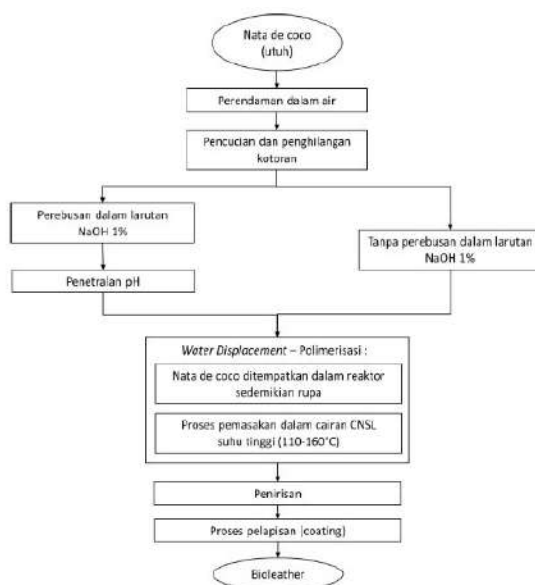 Nata de coco
(utuh)
Perendaman dalam air
Pencucian dan penghilangan
kotoran
Perebusan dalam larutan
NaOH 1%
Tanpa perebusan dalam larutan
NaOH 1%
Penetralan pH
Water Displacement – Polimerisasi :
Nata de coco ditempatkan dalam reaktor
sedemikian rupa
Proses pemasakan dalam cairan CNSL
suhu tinggi (110-160°C)
Penirisan
Proses pelapisan (coating)
Bioleather